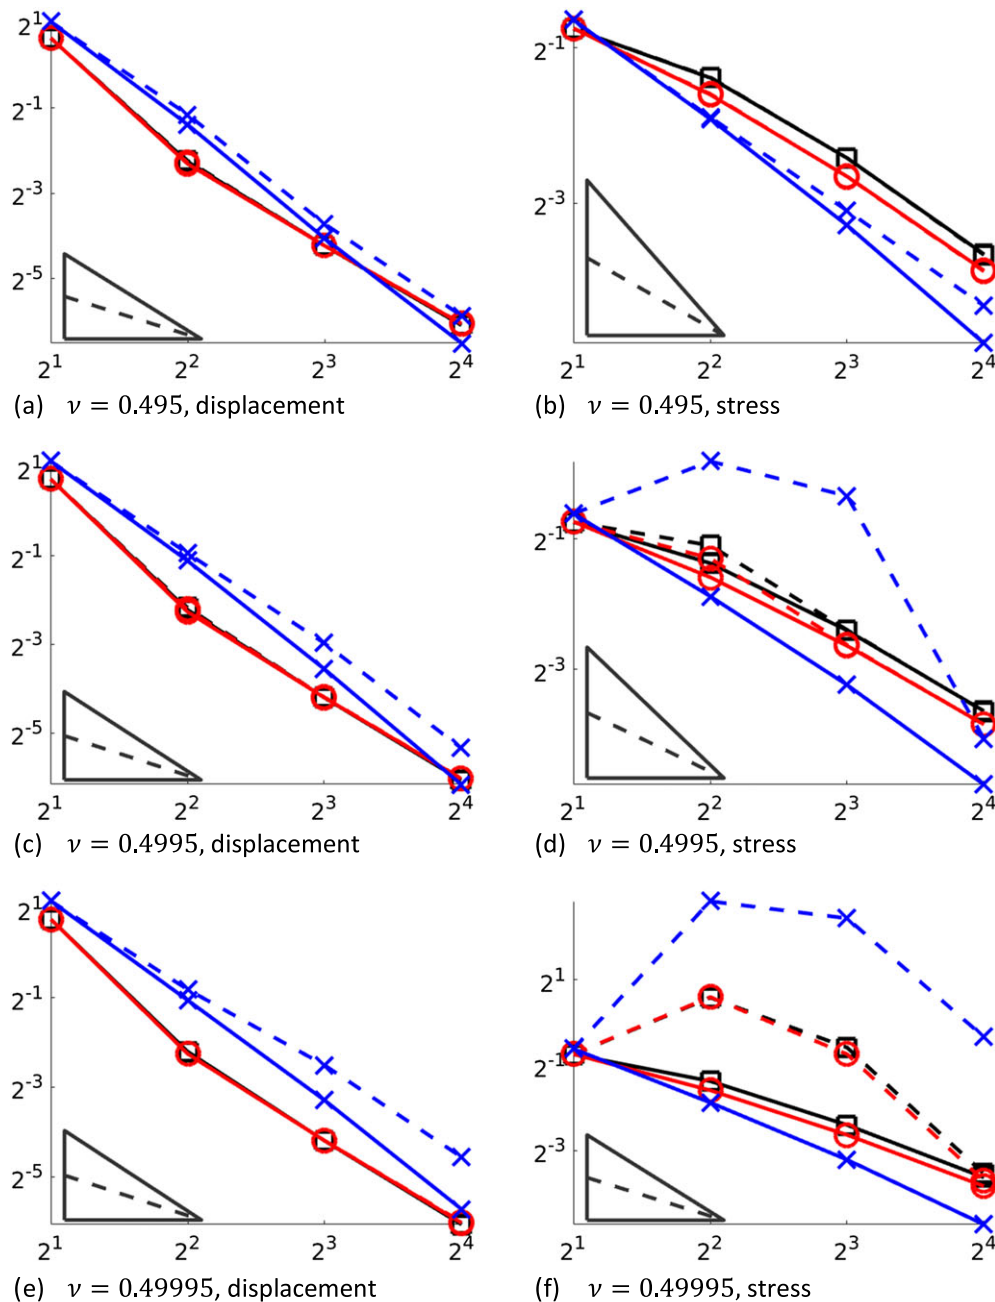 2^1
2^-1
2^-3
2^-5
2^1 2^2 2^3 2^4
(a) ν = 0.495, displacement
2^-1
2^-3
2^1 2^2 2^3 2^4
(b) ν = 0.495, stress
2^1
2^-1
2^-3
2^-5
2^1 2^2 2^3 2^4
(c) ν = 0.4995, displacement
2^-1
2^-3
2^1 2^2 2^3 2^4
(d) ν = 0.4995, stress
2^1
2^-1
2^-3
2^-5
2^1 2^2 2^3 2^4
(e) ν = 0.49995, displacement
2^1
2^-1
2^-3
2^1 2^2 2^3 2^4
(f) ν = 0.49995, stress